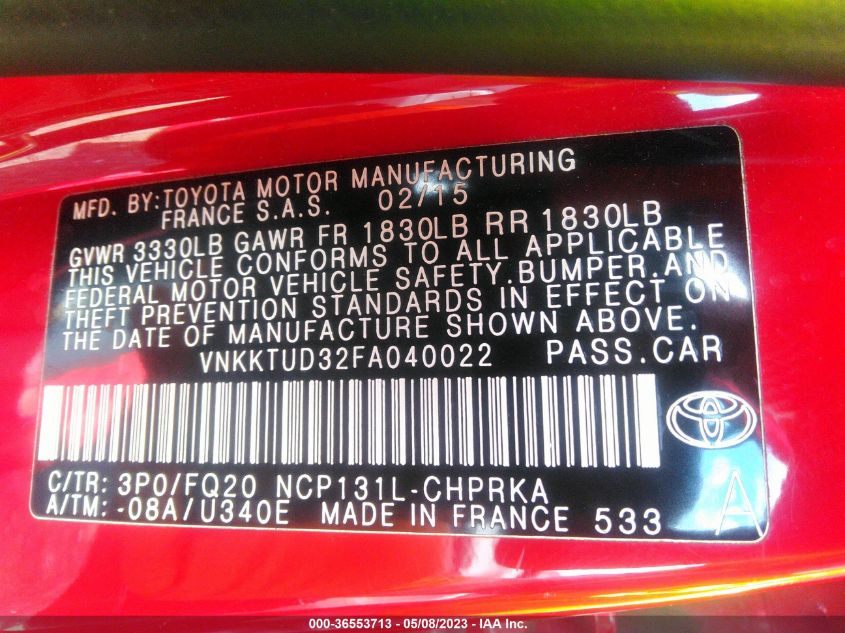 MFD. BY:TOYOTA MOTOR MANUFACTURING
FRANCE S.A.S. 02/15
GVWR 3330LB GAWR FR 1830LB RR 1830LB
THIS VEHICLE CONFORMS TO ALL APPLICABLE
FEDERAL MOTOR VEHICLE SAFETY.BUMPER.AND
THEFT PREVENTION STANDARDS IN EFFECT ON
THE DATE OF MANUFACTURE SHOWN ABOVE.
VNKKTUD32FA040022 PASS.CAR
C/TR: 3P0/FQ20 NCP131L-CHPRKA
A/TM: -08A/U340E MADE IN FRANCE 533 A
000-36553713 - 05/08/2023 - IAA Inc.